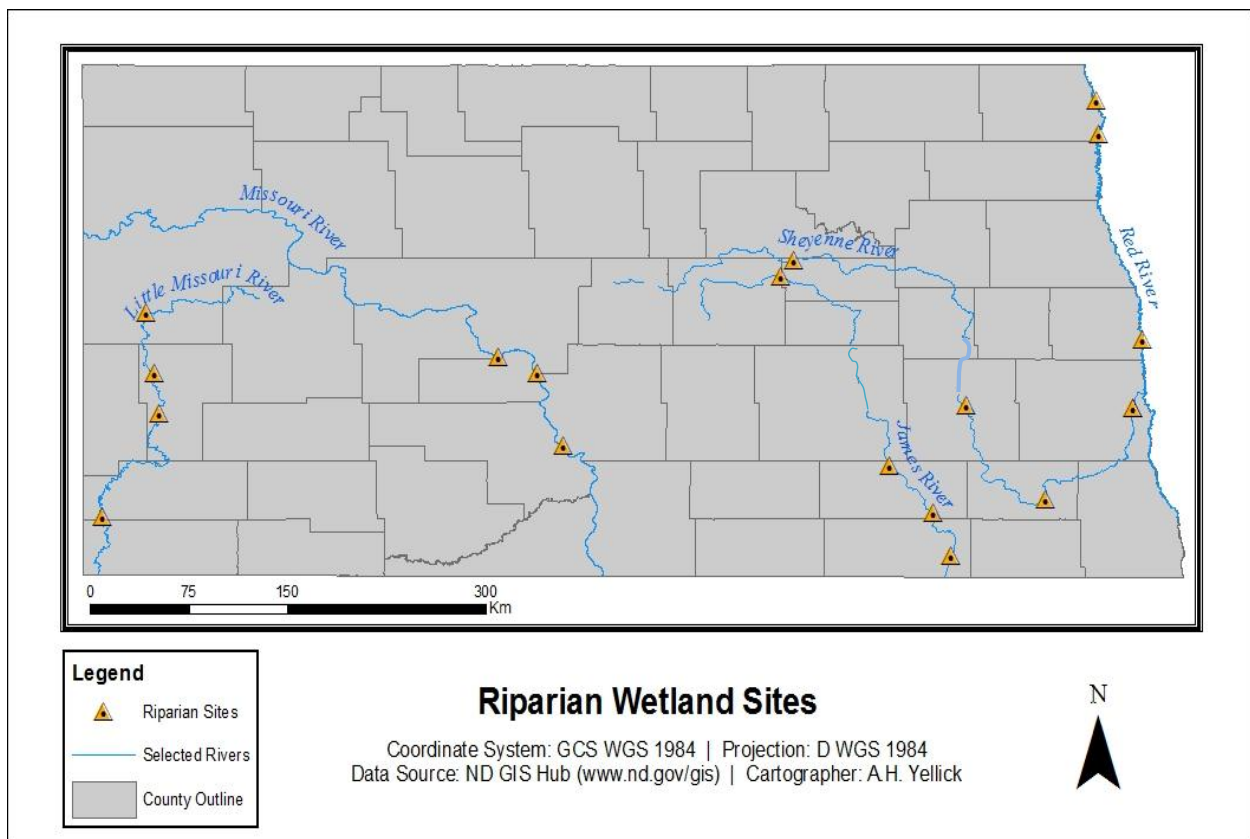 Missouri River
Little Missouri River
Sheyenne River
Red River
James River
0 75 150 300
Km
Legend
Riparian Sites
Selected Rivers
County Outline
Riparian Wetland Sites
Coordinate System: GCS WGS 1984 | Projection: D WGS 1984
Data Source: ND GIS Hub (www.nd.gov/gis) | Cartographer: A.H. Yellick
N